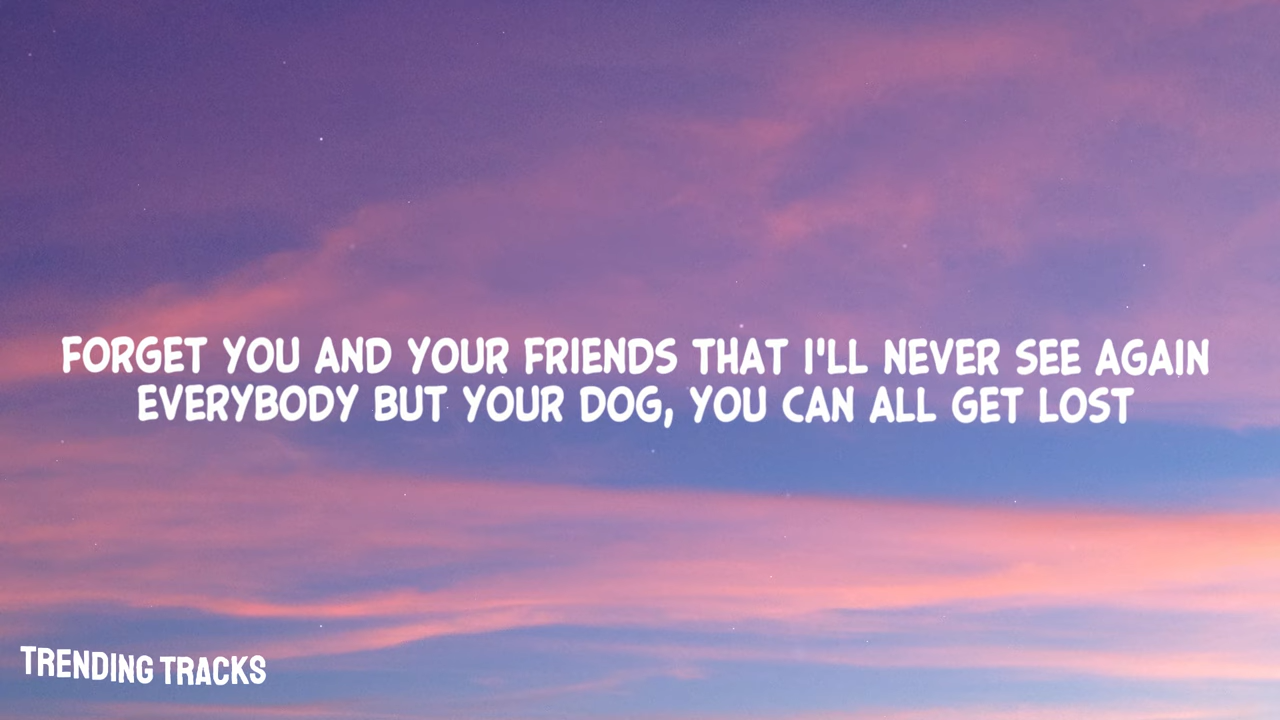 FORGET YOU AND YOUR FRIENDS THAT I'LL NEVER SEE AGAIN
EVERYBODY BUT YOUR DOG, YOU CAN ALL GET LOST
TRENDING TRACKS